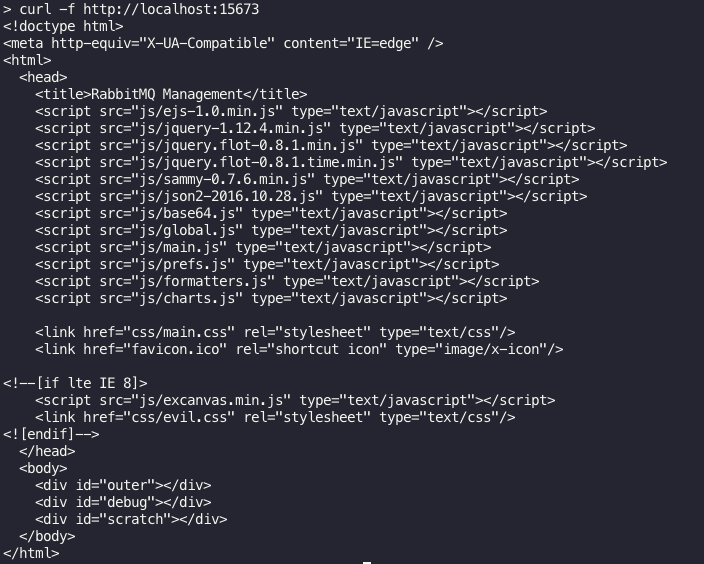 > curl -f http://localhost:15673
<!doctype html>
<meta http-equiv="X-UA-Compatible" content="IE=edge" />
<html>
  <head>
    <title>RabbitMQ Management</title>
    <script src="js/ejs-1.0.min.js" type="text/javascript"></script>
    <script src="js/jquery-1.12.4.min.js" type="text/javascript"></script>
    <script src="js/jquery.flot-0.8.1.min.js" type="text/javascript"></script>
    <script src="js/jquery.flot-0.8.1.time.min.js" type="text/javascript"></script>
    <script src="js/sammy-0.7.6.min.js" type="text/javascript"></script>
    <script src="js/json2-2016.10.28.js" type="text/javascript"></script>
    <script src="js/base64.js" type="text/javascript"></script>
    <script src="js/global.js" type="text/javascript"></script>
    <script src="js/main.js" type="text/javascript"></script>
    <script src="js/prefs.js" type="text/javascript"></script>
    <script src="js/formatters.js" type="text/javascript"></script>
    <script src="js/charts.js" type="text/javascript"></script>

    <link href="css/main.css" rel="stylesheet" type="text/css"/>
    <link href="favicon.ico" rel="shortcut icon" type="image/x-icon"/>

<!--[if lte IE 8]>
    <script src="js/excanvas.min.js" type="text/javascript"></script>
    <link href="css/evil.css" rel="stylesheet" type="text/css"/>
<![endif]-->
  </head>
  <body>
    <div id="outer"></div>
    <div id="debug"></div>
    <div id="scratch"></div>
  </body>
</html>